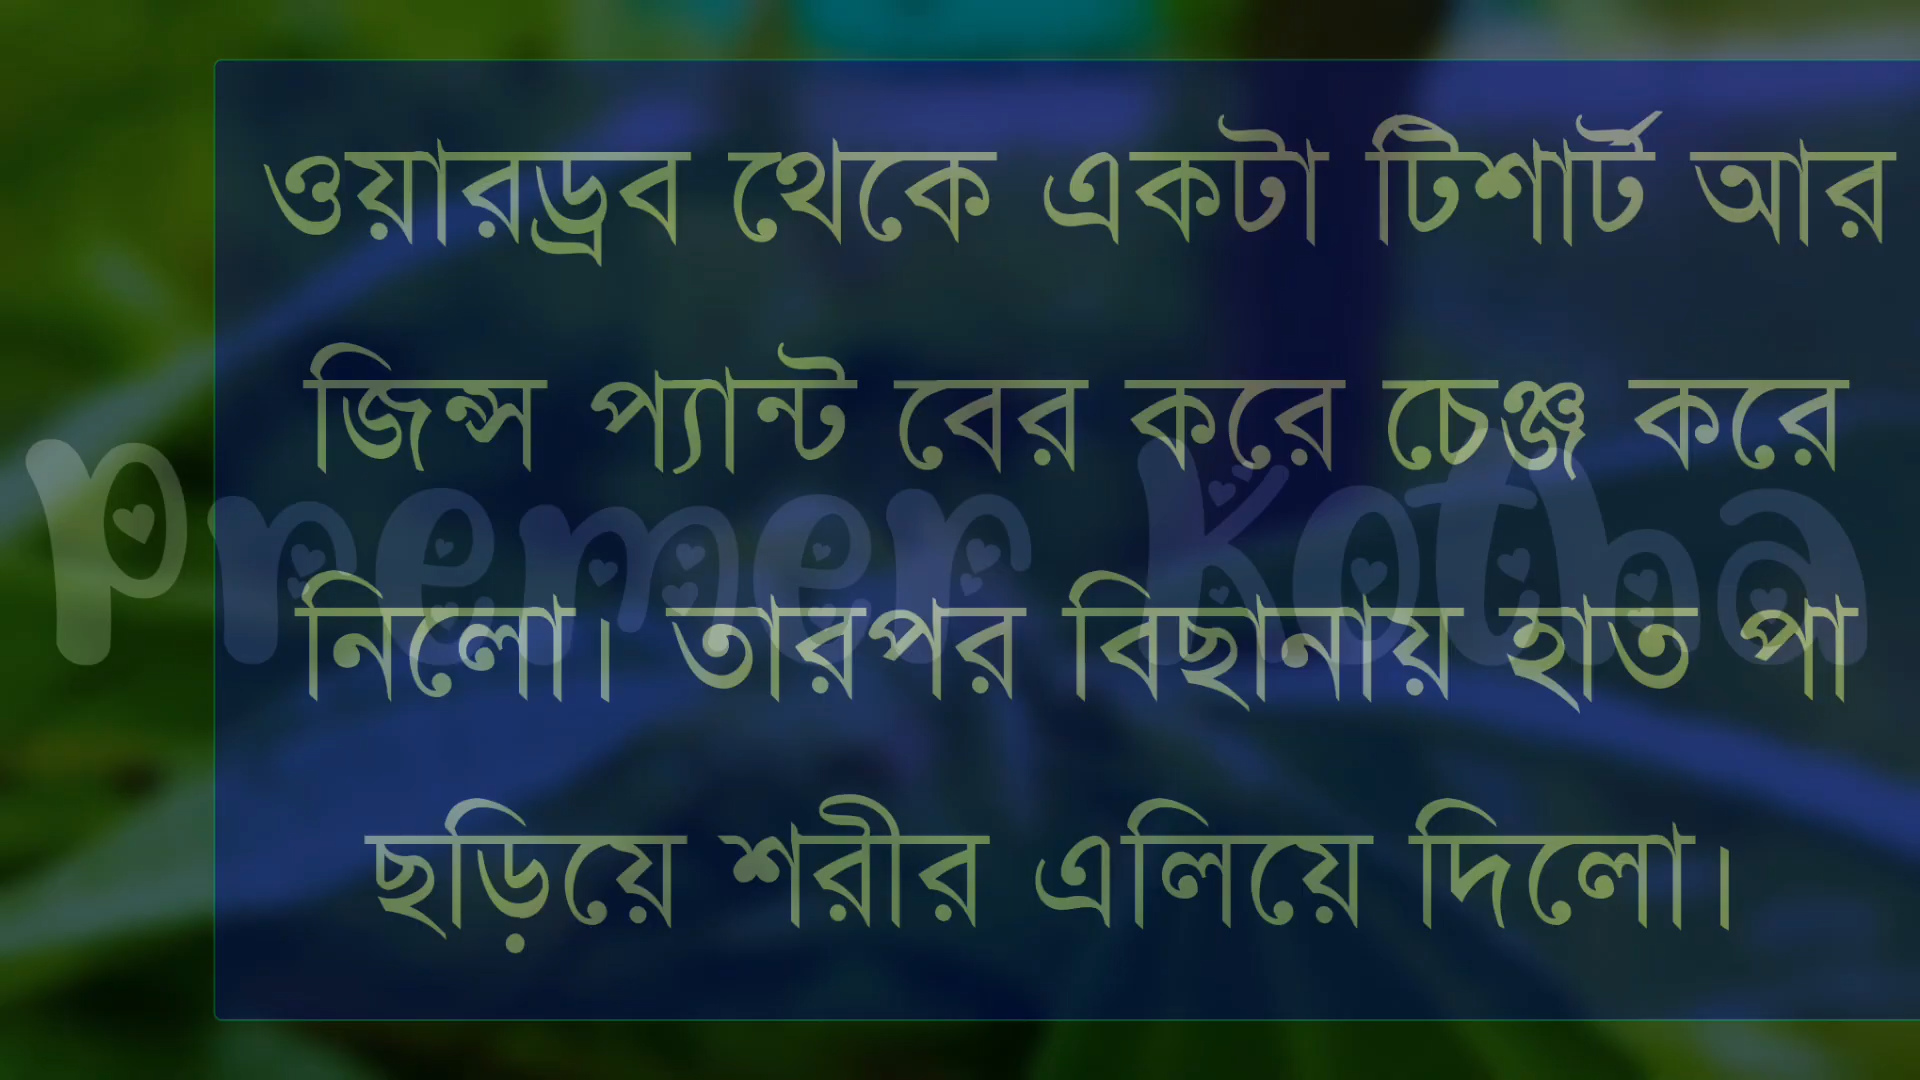 ওয়ারড্রব থেকে একটা টিশার্ট আর
জিন্স প্যান্ট বের করে চেঞ্জ করে
Premer Kotha
নিলো। তারপর বিছানায় হাত পা
ছড়িয়ে শরীর এলিয়ে দিলো।